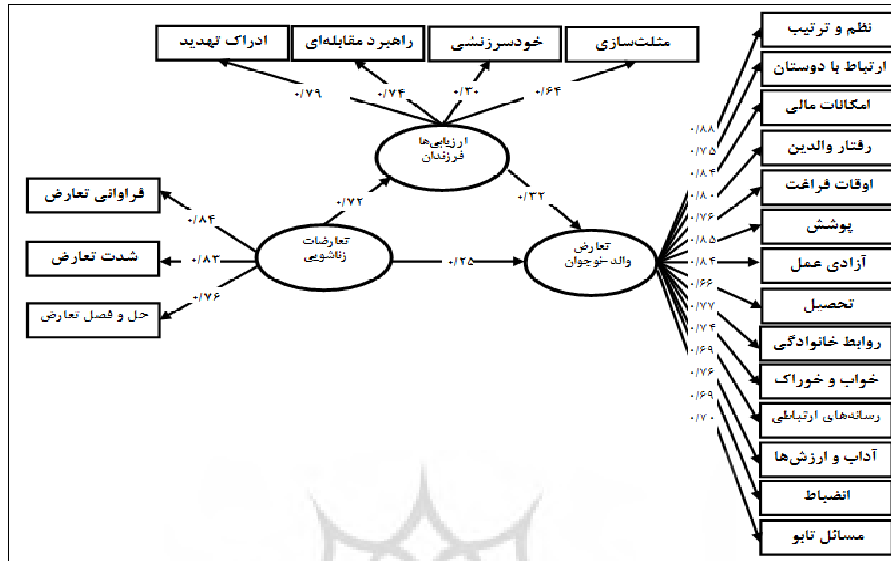 ادراک تهدید
راهبرد مقابله‌ای
خودسرزنشی
مثلث‌سازی
۰/۷۹
۰/۷۴
۰/۳۰
۰/۶۴
ارزیابی‌ها
فرزندان
۰/۷۲
۰/۳۲
فراوانی تعارض
شدت تعارض
حل و فصل تعارض
۰/۸۴
۰/۸۳
۰/۷۶
تعارضات
زناشویی
۰/۲۵
تعارض
والد-نوجوان
۰/۸۸
۰/۷۵
۰/۸۴
۰/۸۰
۰/۷۶
۰/۸۵
۰/۸۴
۰/۶۶
۰/۷۷
۰/۷۴
۰/۶۹
۰/۷۶
۰/۶۹
۰/۷۰
نظم و ترتیب
ارتباط با دوستان
امکانات مالی
رفتار والدین
اوقات فراغت
پوشش
آزادی عمل
تحصیل
روابط خانوادگی
خواب و خوراک
رسانه‌های ارتباطی
آداب و ارزش‌ها
انضباط
مسائل تابو